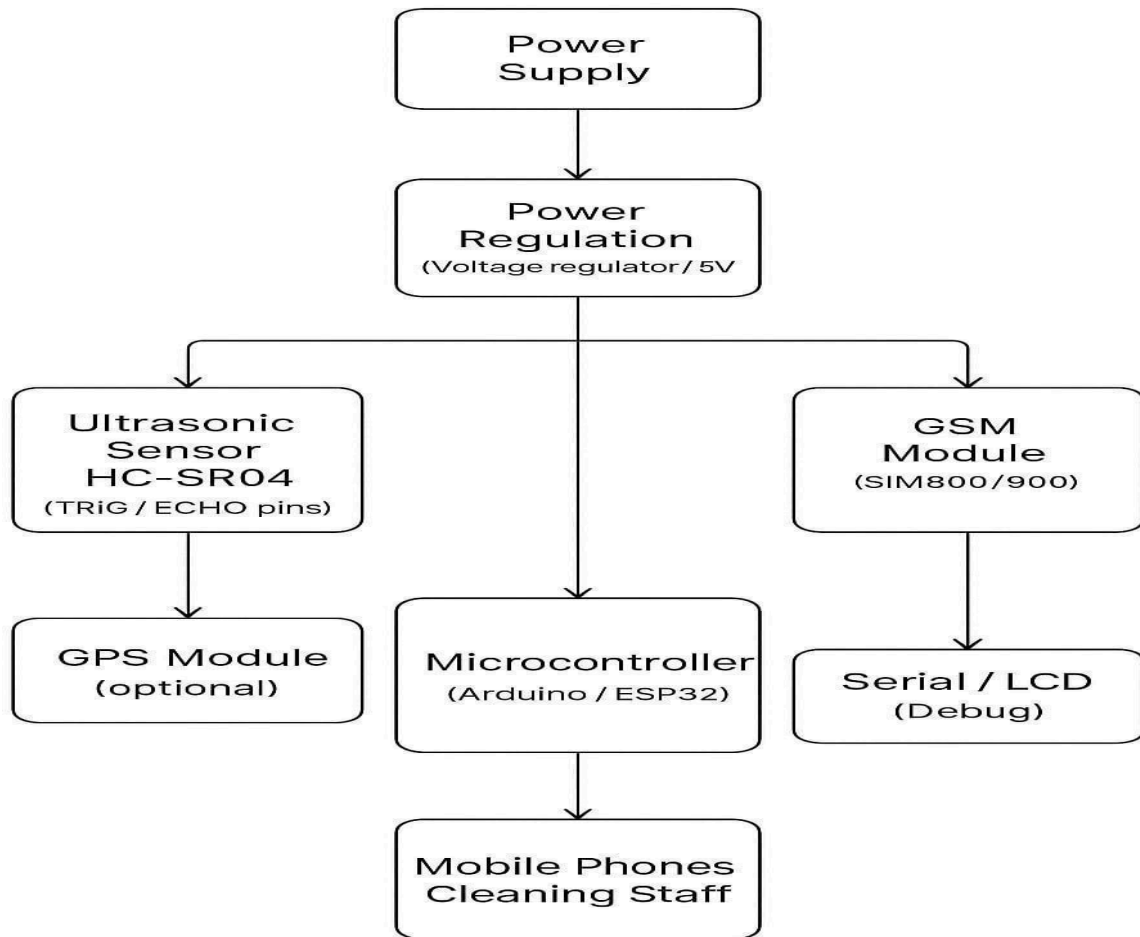 Power
Supply
Power
Regulation
(Voltage regulator / 5V
Ultrasonic
Sensor
HC-SR04
(TRiG / ECHO pins)
GSM
Module
(SIM800/900)
GPS Module
(optional)
Microcontroller
(Arduino / ESP32)
Serial / LCD
(Debug)
Mobile Phones
Cleaning Staff